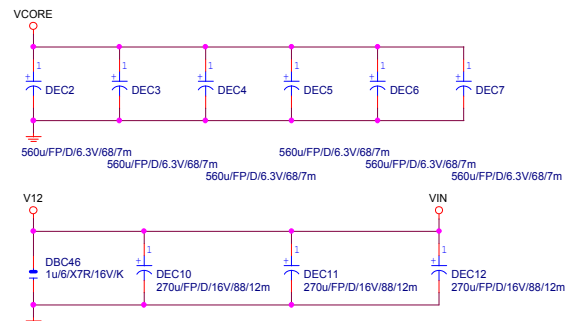 VCORE
1 1 1 1 1 1
+ DEC2 + DEC3 + DEC4 + DEC5 + DEC6 + DEC7
560u/FP/D/6.3V/68/7m 560u/FP/D/6.3V/68/7m
560u/FP/D/6.3V/68/7m 560u/FP/D/6.3V/68/7m
560u/FP/D/6.3V/68/7m 560u/FP/D/6.3V/68/7m
V12 VIN
1 1 1
DBC46
1u/6/X7R/16V/K
+ DEC10 + DEC11 + DEC12
270u/FP/D/16V/88/12m 270u/FP/D/16V/88/12m 270u/FP/D/16V/88/12m